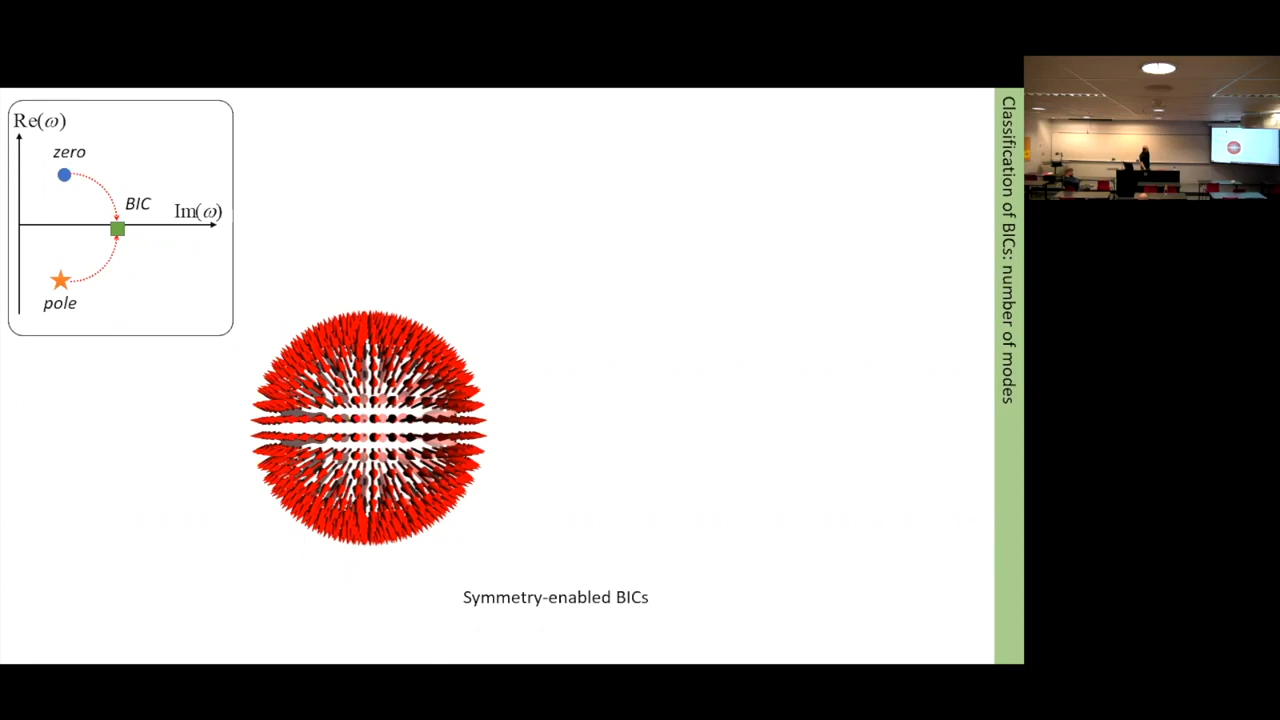 Re(ω)
zero
BIC
Im(ω)
pole
Symmetry-enabled BICs
Classification of BICs: number of modes